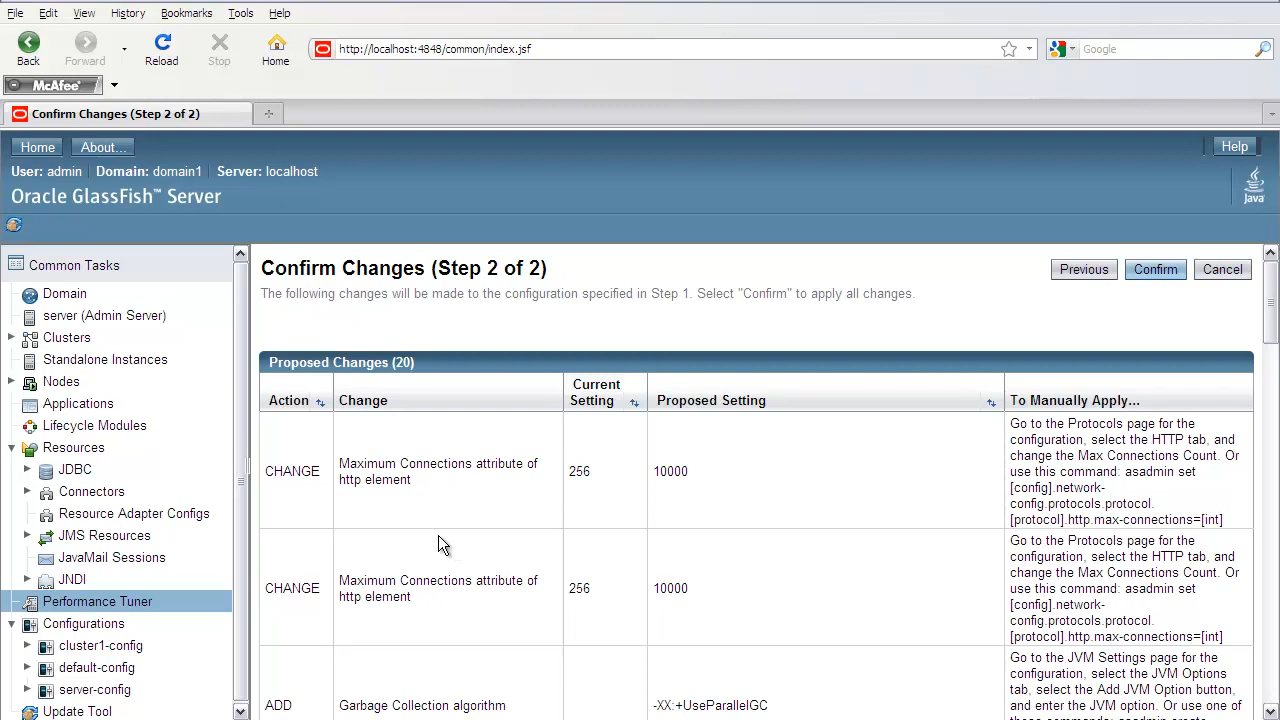 File Edit View History Bookmarks Tools Help
Back Forward Reload Stop Home
http://localhost:4848/common/index.jsf
Google
McAfee
Confirm Changes (Step 2 of 2)
Home About... Help
User: admin Domain: domain1 Server: localhost
Oracle GlassFish™ Server
Java
Common Tasks
Domain
server (Admin Server)
Clusters
Standalone Instances
Nodes
Applications
Lifecycle Modules
Resources
JDBC
Connectors
Resource Adapter Configs
JMS Resources
JavaMail Sessions
JNDI
Performance Tuner
Configurations
cluster1-config
default-config
server-config
Update Tool
Confirm Changes (Step 2 of 2)
Previous Confirm Cancel
The following changes will be made to the configuration specified in Step 1. Select "Confirm" to apply all changes.
Proposed Changes (20)
Action
Change
Current
Setting
Proposed Setting
To Manually Apply...
CHANGE
Maximum Connections attribute of
http element
256
10000
Go to the Protocols page for the
configuration, select the HTTP tab, and
change the Max Connections Count. Or
use this command: asadmin set
[config].network-
config.protocols.protocol.
[protocol].http.max-connections=[int]
CHANGE
Maximum Connections attribute of
http element
256
10000
Go to the Protocols page for the
configuration, select the HTTP tab, and
change the Max Connections Count. Or
use this command: asadmin set
[config].network-
config.protocols.protocol.
[protocol].http.max-connections=[int]
ADD
Garbage Collection algorithm
-XX:+UseParallelGC
Go to the JVM Settings page for the
configuration, select the JVM Options
tab, select the Add JVM Option button,
and enter the JVM option. Or use one of